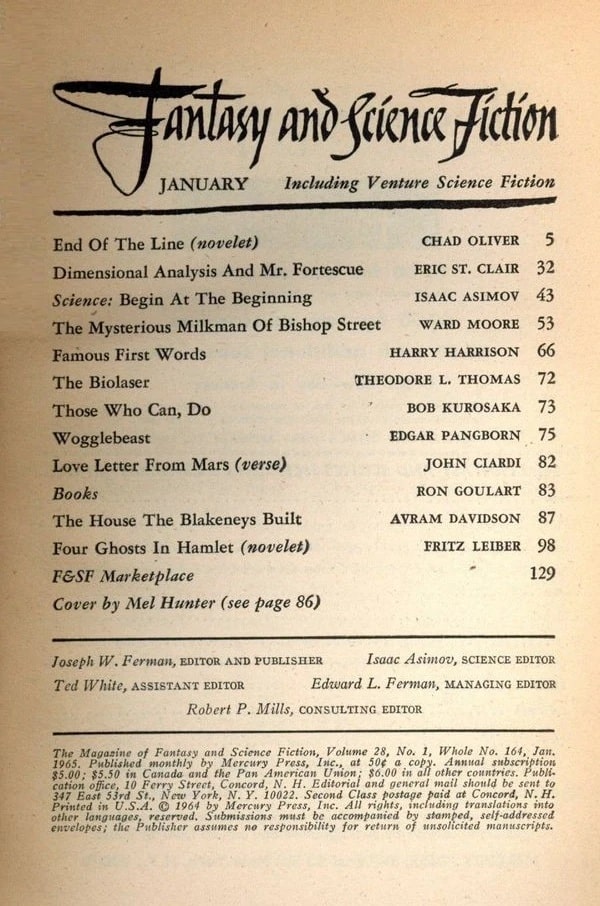 Fantasy and Science Fiction
JANUARY Including Venture Science Fiction
End Of The Line (novelet) CHAD OLIVER 5
Dimensional Analysis And Mr. Fortescue ERIC ST. CLAIR 32
Science: Begin At The Beginning ISAAC ASIMOV 43
The Mysterious Milkman Of Bishop Street WARD MOORE 53
Famous First Words HARRY HARRISON 66
The Biolaser THEODORE L. THOMAS 72
Those Who Can, Do BOB KUROSAKA 73
Wogglebeast EDGAR PANGBORN 75
Love Letter From Mars (verse) JOHN CIARDI 82
Books RON GOULART 83
The House The Blakeneys Built AVRAM DAVIDSON 87
Four Ghosts In Hamlet (novelet) FRITZ LEIBER 98
F&SF Marketplace 129
Cover by Mel Hunter (see page 86)
Joseph W. Ferman, EDITOR AND PUBLISHER Isaac Asimov, SCIENCE EDITOR
Ted White, ASSISTANT EDITOR Edward L. Ferman, MANAGING EDITOR
Robert P. Mills, CONSULTING EDITOR
The Magazine of Fantasy and Science Fiction, Volume 28, No. 1, Whole No. 164, Jan.
1965. Published monthly by Mercury Press, Inc., at 50¢ a copy. Annual subscription
$5.00; $5.50 in Canada and the Pan American Union; $6.00 in all other countries. Publi-
cation office, 10 Ferry Street, Concord, N. H. Editorial and general mail should be sent to
347 East 53rd St., New York, N. Y. 10022. Second Class postage paid at Concord, N. H.
Printed in U.S.A. © 1964 by Mercury Press, Inc. All rights, including translations into
other languages, reserved. Submissions must be accompanied by stamped, self-addressed
envelopes; the Publisher assumes no responsibility for return of unsolicited manuscripts.